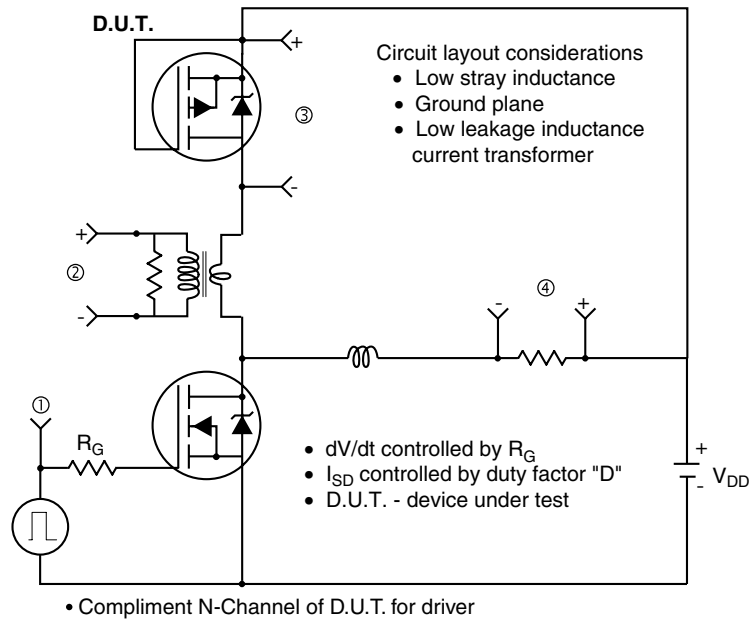 D.U.T.
+
Circuit layout considerations
• Low stray inductance
• Ground plane
• Low leakage inductance
current transformer
③
-
+
②
-
④
- +
①
R_G
• dV/dt controlled by R_G
• I_SD controlled by duty factor "D"
• D.U.T. - device under test
+
V_DD
-
• Compliment N-Channel of D.U.T. for driver